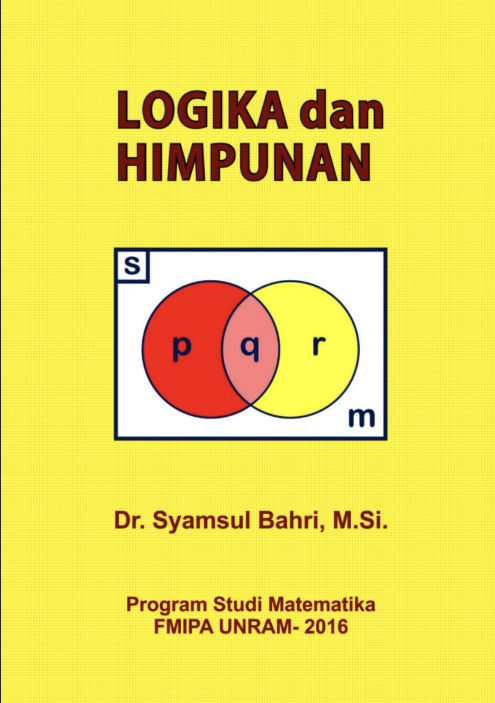 LOGIKA dan
HIMPUNAN
S
p q r
m
Dr. Syamsul Bahri, M.Si.
Program Studi Matematika
FMIPA UNRAM- 2016